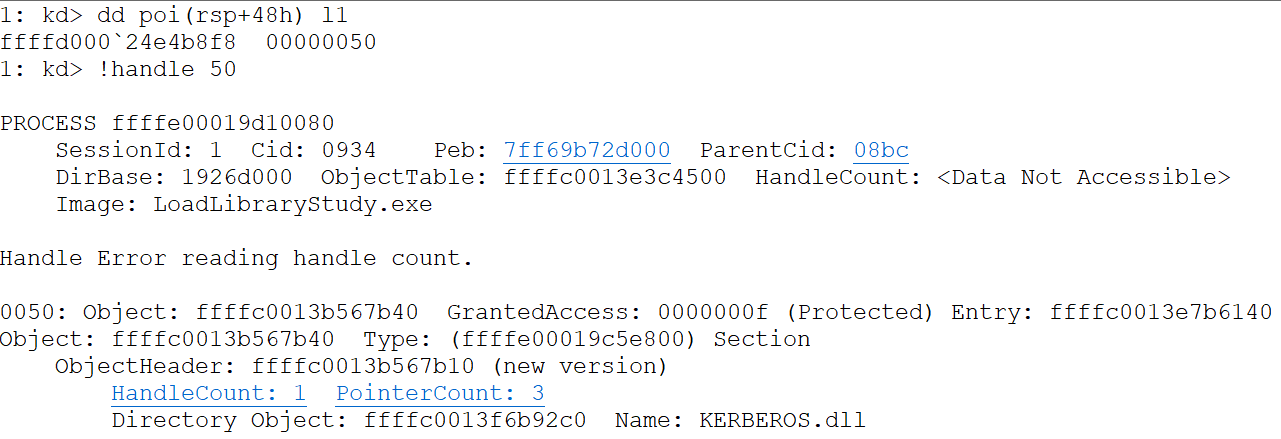 1: kd> dd poi(rsp+48h) l1
ffffd000`24e4b8f8  00000050
1: kd> !handle 50
PROCESS ffffe00019d10080
    SessionId: 1  Cid: 0934    Peb: 7ff69b72d000  ParentCid: 08bc
    DirBase: 1926d000  ObjectTable: ffffc0013e3c4500  HandleCount: <Data Not Accessible>
    Image: LoadLibraryStudy.exe
Handle Error reading handle count.
0050: Object: ffffc0013b567b40  GrantedAccess: 0000000f (Protected) Entry: ffffc0013e7b6140
Object: ffffc0013b567b40  Type: (ffffe00019c5e800) Section
    ObjectHeader: ffffc0013b567b10 (new version)
        HandleCount: 1  PointerCount: 3
        Directory Object: ffffc0013f6b92c0  Name: KERBEROS.dll